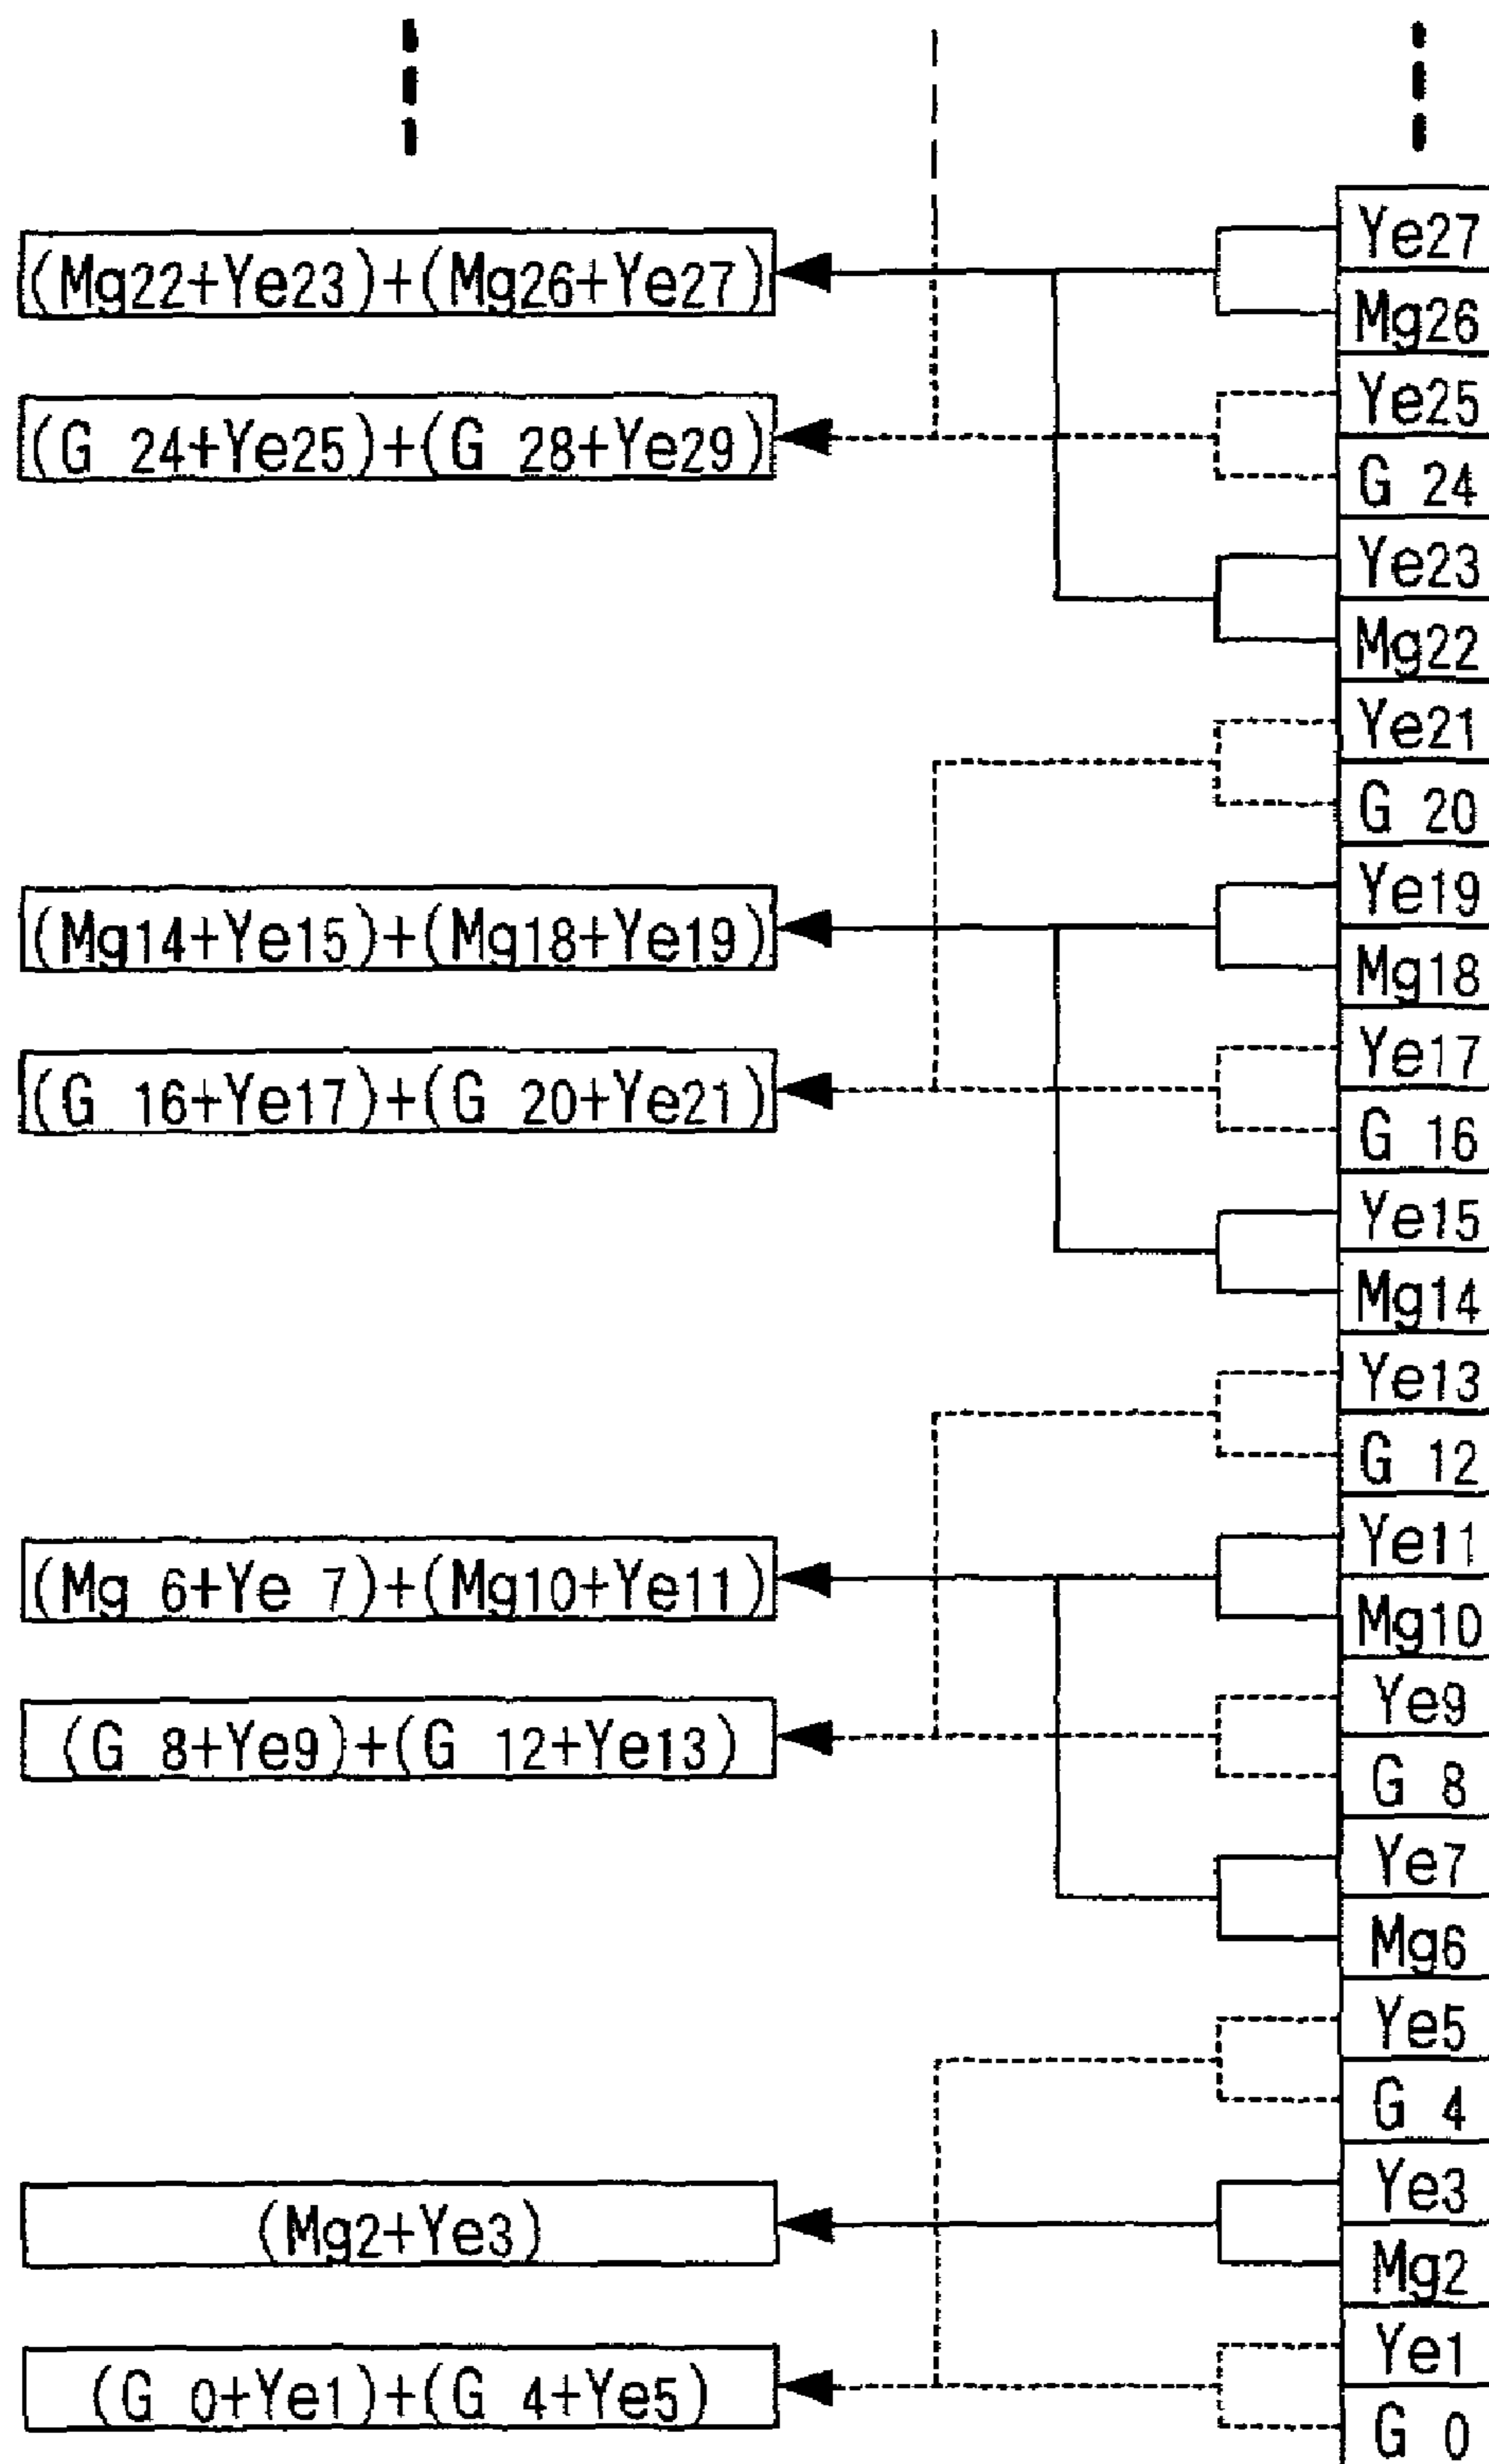 Ye27
(Mg22+Ye23)+(Mg26+Ye27)
Mg26
Ye25
(G 24+Ye25)+(G 28+Ye29)
G 24
Ye23
Mg22
Ye21
G 20
Ye19
(Mg14+Ye15)+(Mg18+Ye19)
Mg18
Ye17
(G 16+Ye17)+(G 20+Ye21)
G 16
Ye15
Mg14
Ye13
G 12
Ye11
(Mg 6+Ye 7)+(Mg10+Ye11)
Mg10
Ye9
(G 8+Ye9)+(G 12+Ye13)
G 8
Ye7
Mg6
Ye5
G 4
Ye3
(Mg2+Ye3)
Mg2
Ye1
(G 0+Ye1)+(G 4+Ye5)
G 0